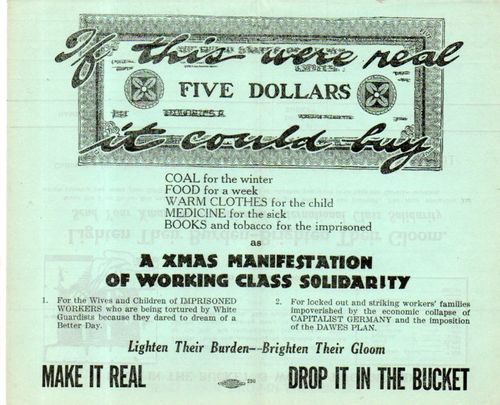 If this were real
FIVE DOLLARS
it could buy
COAL for the winter
FOOD for a week
WARM CLOTHES for the child
MEDICINE for the sick
BOOKS and tobacco for the imprisoned
as
A XMAS MANIFESTATION
OF WORKING CLASS SOLIDARITY
1. For the Wives and Children of IMPRISONED
WORKERS who are being tortured by White
Guardists because they dared to dream of a
Better Day.
2. For locked out and striking workers' families
impoverished by the economic collapse of
CAPITALIST GERMANY and the imposition
of the DAWES PLAN.
Lighten Their Burden--Brighten Their Gloom
MAKE IT REAL
DROP IT IN THE BUCKET